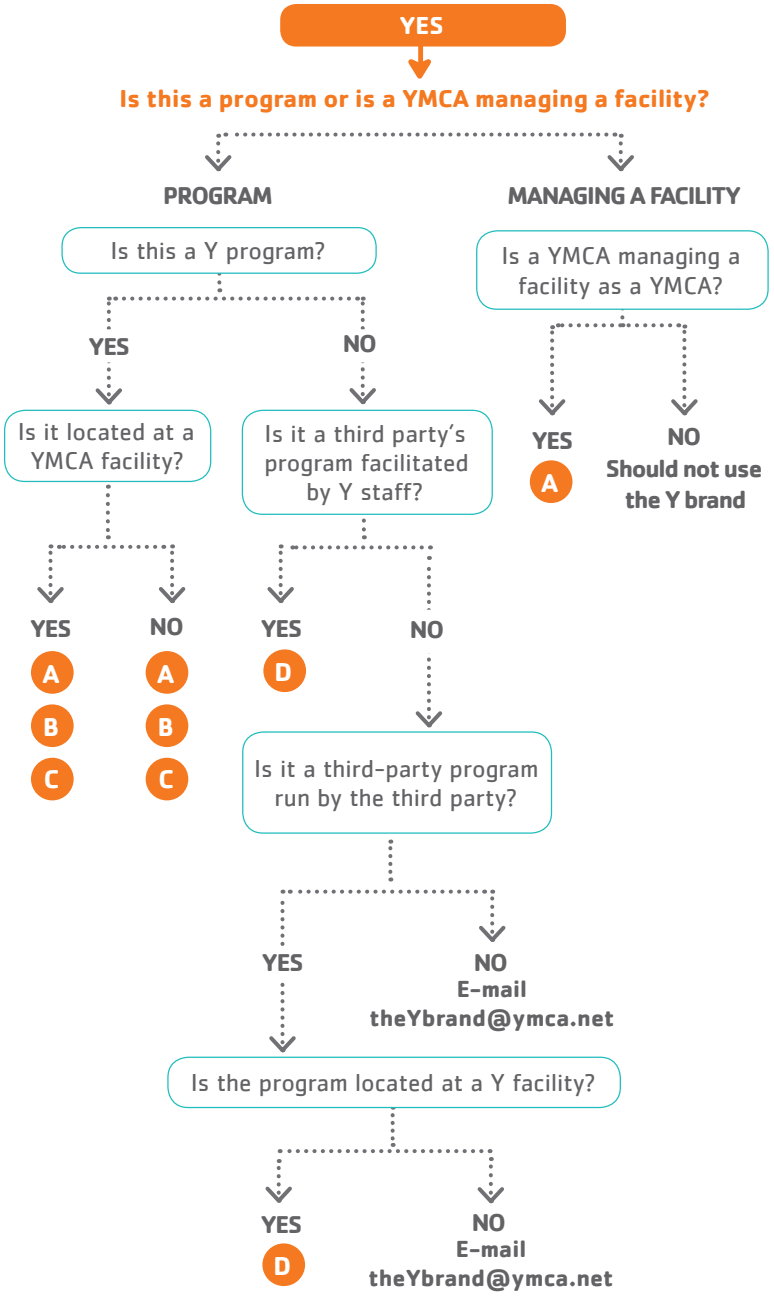 YES
Is this a program or is a YMCA managing a facility?
PROGRAM
MANAGING A FACILITY
Is this a Y program?
Is a YMCA managing a
facility as a YMCA?
YES
NO
Is it located at a
YMCA facility?
Is it a third party's
program facilitated
by Y staff?
YES
A
NO
Should not use
the Y brand
YES
A
B
C
NO
A
B
C
YES
D
NO
Is it a third-party program
run by the third party?
YES
NO
E-mail
theYbrand@ymca.net
Is the program located at a Y facility?
YES
D
NO
E-mail
theYbrand@ymca.net